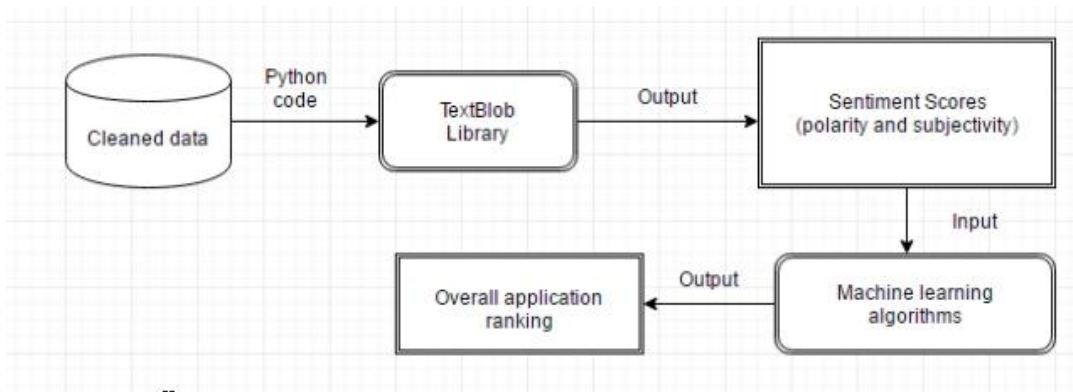 Cleaned data
Python
code
TextBlob
Library
Output
Sentiment Scores
(polarity and subjectivity)
Input
Machine learning
algorithms
Output
Overall application
ranking